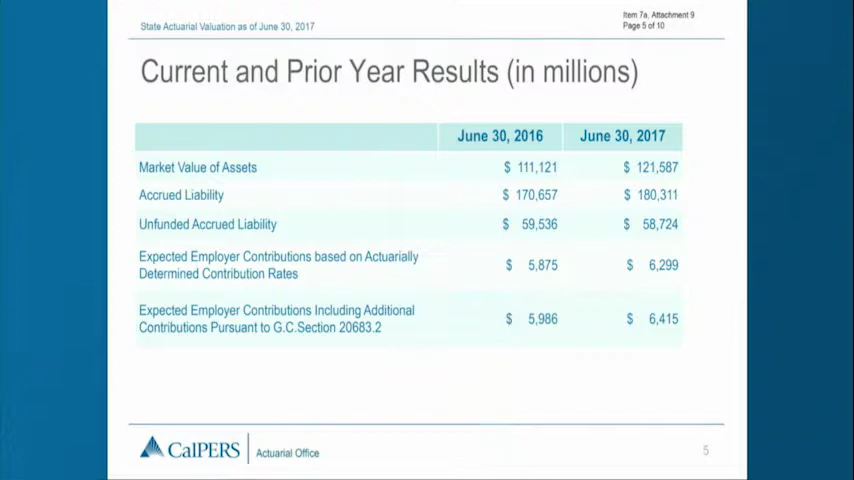 State Actuarial Valuation as of June 30, 2017
Item 7a, Attachment 9
Page 5 of 10
Current and Prior Year Results (in millions)
June 30, 2016 June 30, 2017
Market Value of Assets $ 111,121 $ 121,587
Accrued Liability $ 170,657 $ 180,311
Unfunded Accrued Liability $ 59,536 $ 58,724
Expected Employer Contributions based on Actuarially
Determined Contribution Rates $ 5,875 $ 6,299
Expected Employer Contributions Including Additional
Contributions Pursuant to G.C.Section 20683.2 $ 5,986 $ 6,415
CalPERS Actuarial Office 5